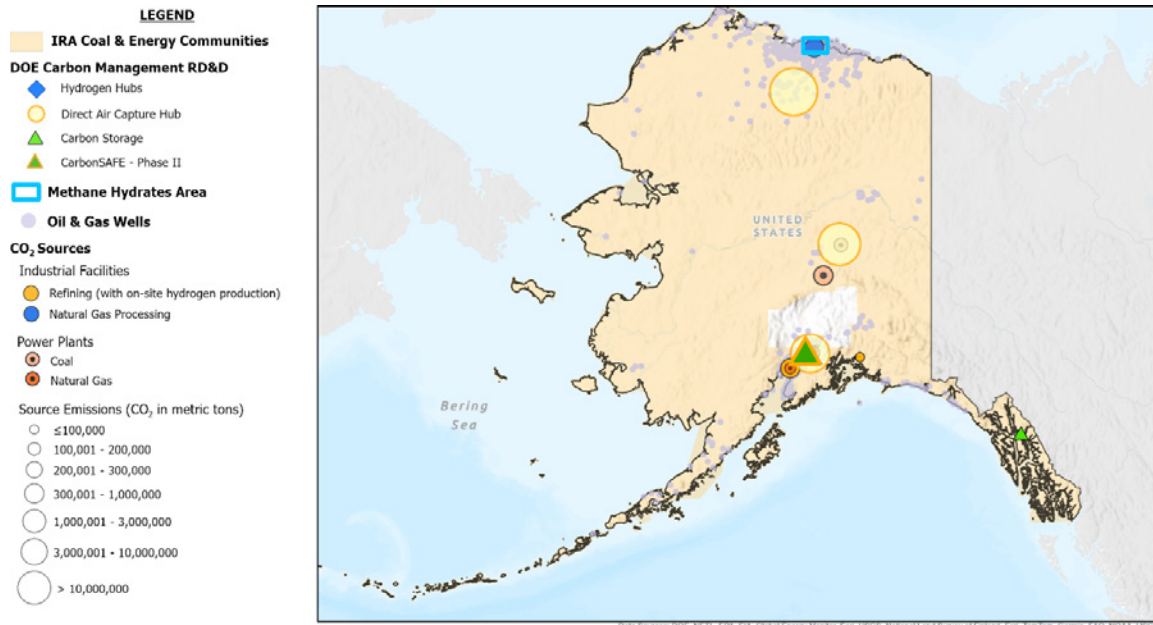 LEGEND
IRA Coal & Energy Communities
DOE Carbon Management RD&D
Hydrogen Hubs
Direct Air Capture Hub
Carbon Storage
CarbonSAFE - Phase II
Methane Hydrates Area
Oil & Gas Wells
CO2 Sources
Industrial Facilities
Refining (with on-site hydrogen production)
Natural Gas Processing
Power Plants
Coal
Natural Gas
Source Emissions (CO2 in metric tons)
≤100,000
100,001 - 200,000
200,001 - 300,000
300,001 - 1,000,000
1,000,001 - 3,000,000
3,000,001 - 10,000,000
> 10,000,000
UNITED
STATES
Bering
Sea